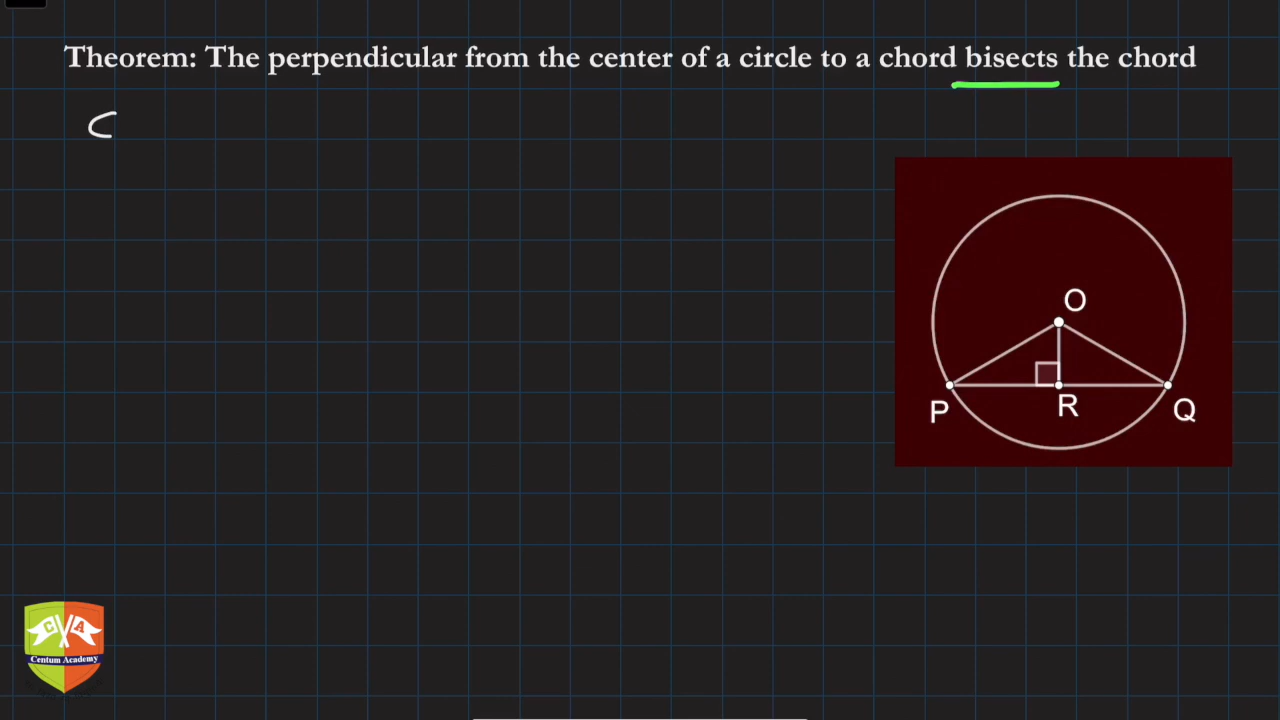 Theorem: The perpendicular from the center of a circle to a chord bisects the chord
O
P
R
Q
C A
Centum Academy